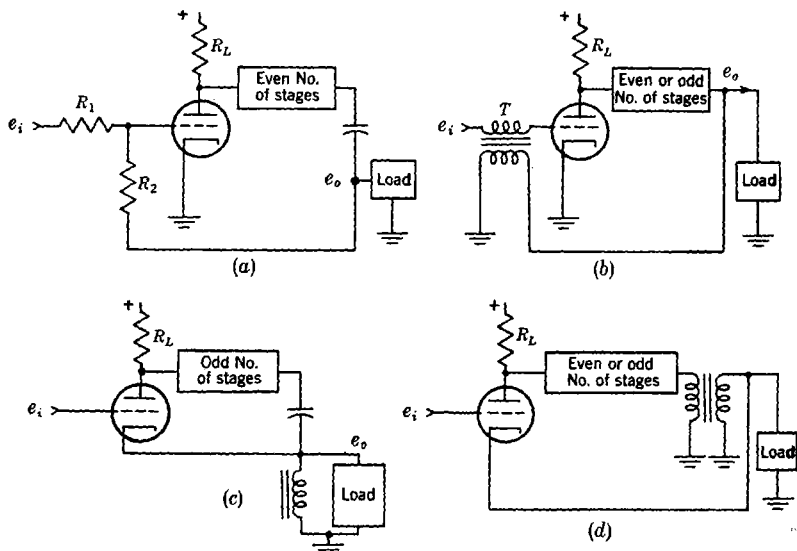 +
R_L
Even No.
of stages
R_1
e_i
R_2
e_o
Load
(a)
+
R_L
Even or odd
No. of stages
e_o
T
e_i
Load
(b)
+
R_L
Odd No.
of stages
e_i
e_o
Load
(c)
+
R_L
Even or odd
No. of stages
e_i
Load
(d)